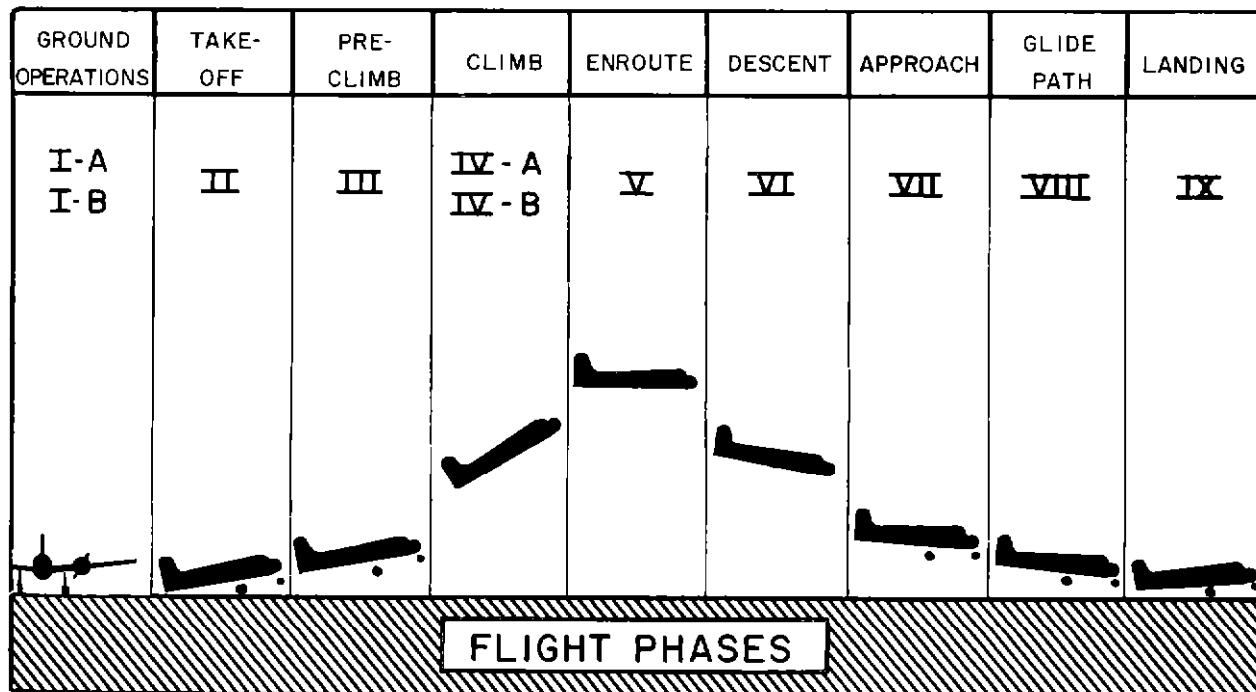 GROUND
OPERATIONS
TAKE-
OFF
PRE-
CLIMB
CLIMB
ENROUTE
DESCENT
APPROACH
GLIDE
PATH
LANDING
I-A
I-B
II
III
IV-A
IV-B
V
VI
VII
VIII
IX
FLIGHT PHASES